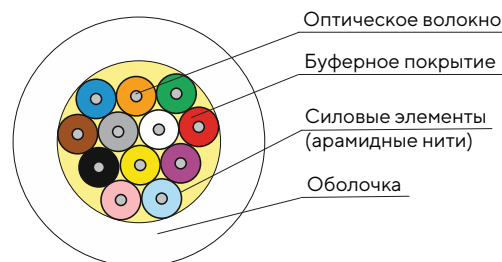 Оптическое волокно
Буферное покрытие
Силовые элементы
(арамидные нити)
Оболочка